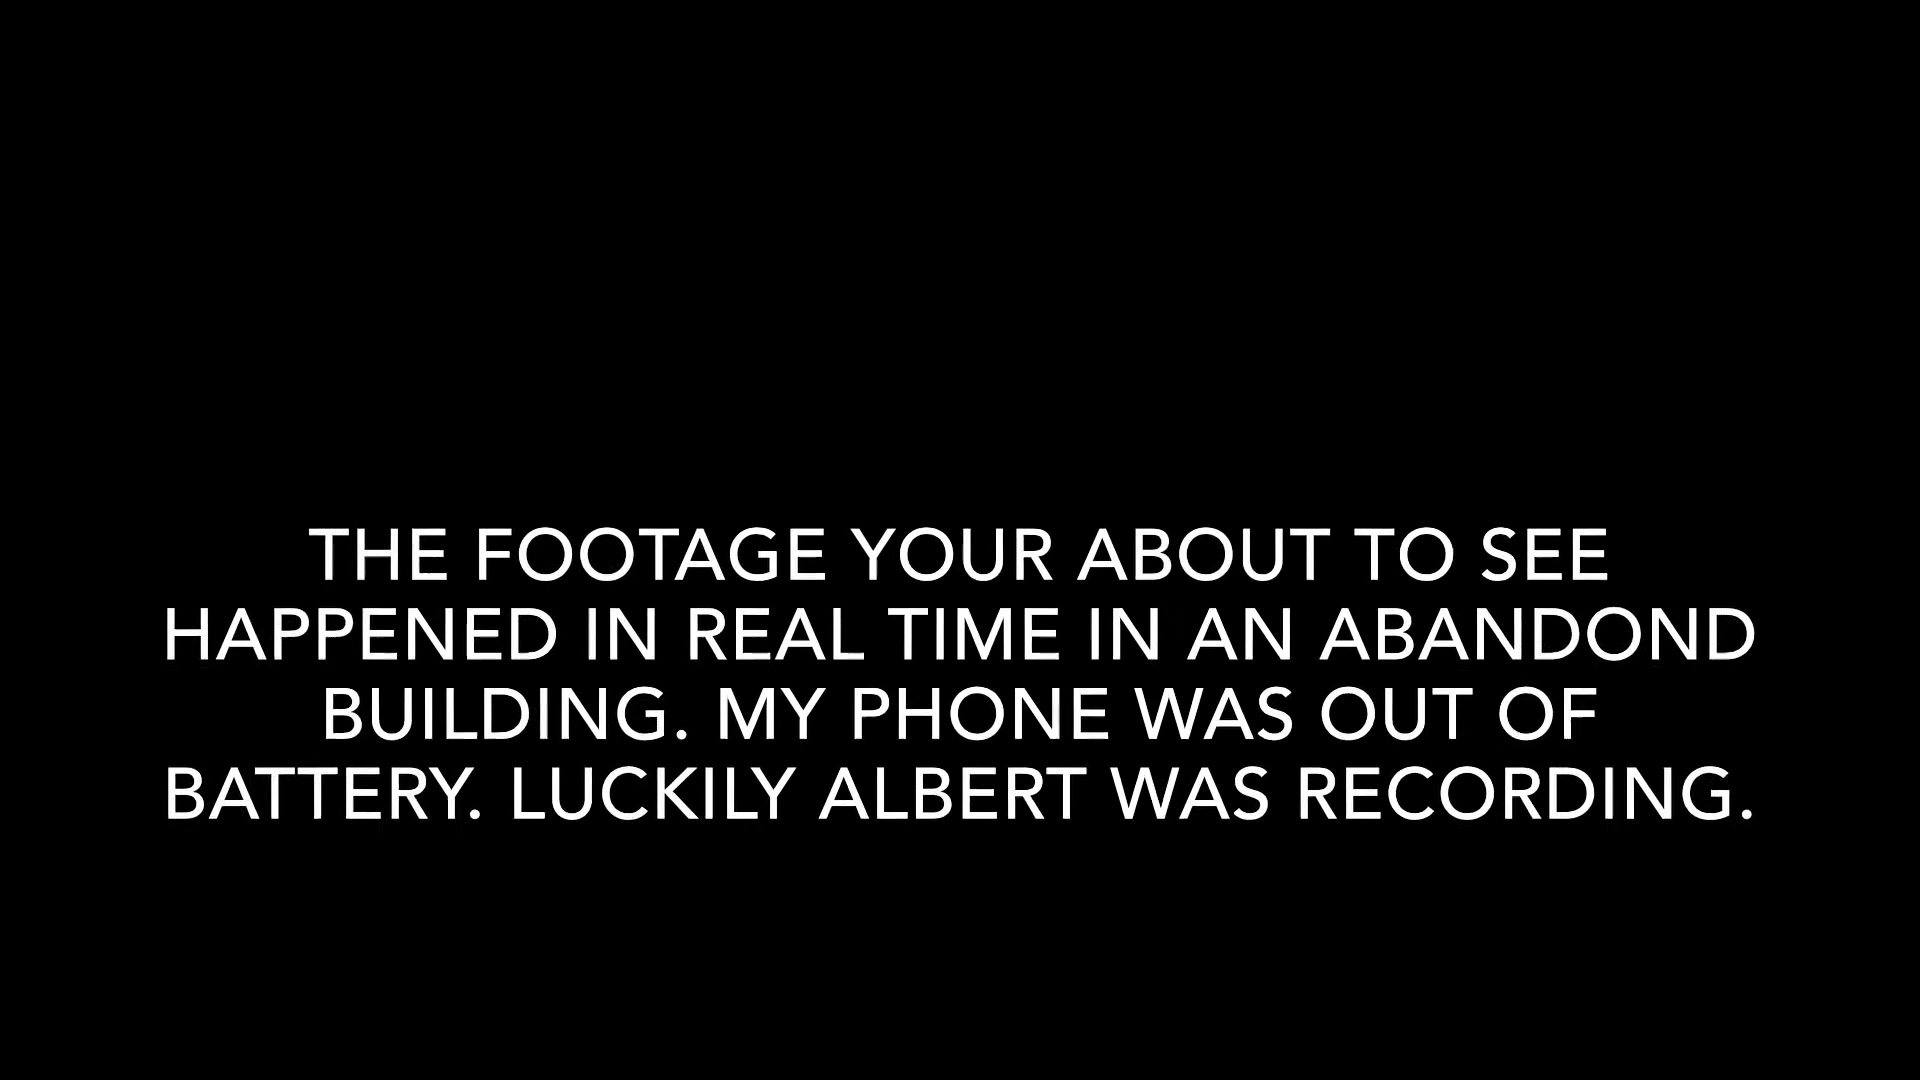 THE FOOTAGE YOUR ABOUT TO SEE
HAPPENED IN REAL TIME IN AN ABANDOND
BUILDING. MY PHONE WAS OUT OF
BATTERY. LUCKILY ALBERT WAS RECORDING.